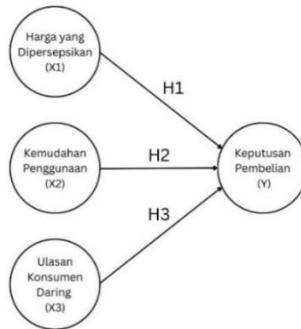 Harga yang
Dipersepsikan
(X1)
H1
Kemudahan
Penggunaan
(X2)
H2
Keputusan
Pembelian
(Y)
H3
Ulasan
Konsumen
Daring
(X3)